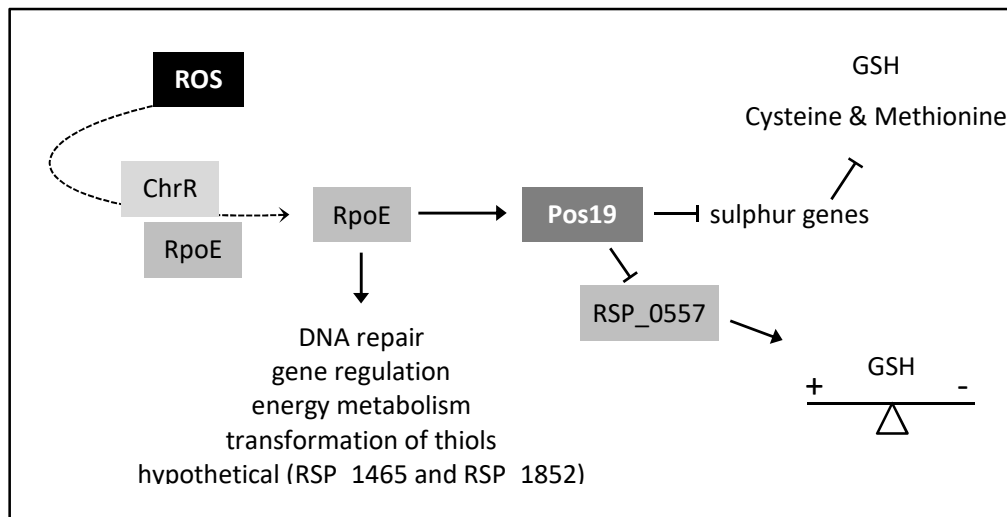 ROS
GSH
Cysteine & Methionine
ChrR
RpoE
RpoE
Pos19
sulphur genes
RSP_0557
DNA repair
gene regulation
energy metabolism
transformation of thiols
hypothetical (RSP_1465 and RSP_1852)
GSH
+ -